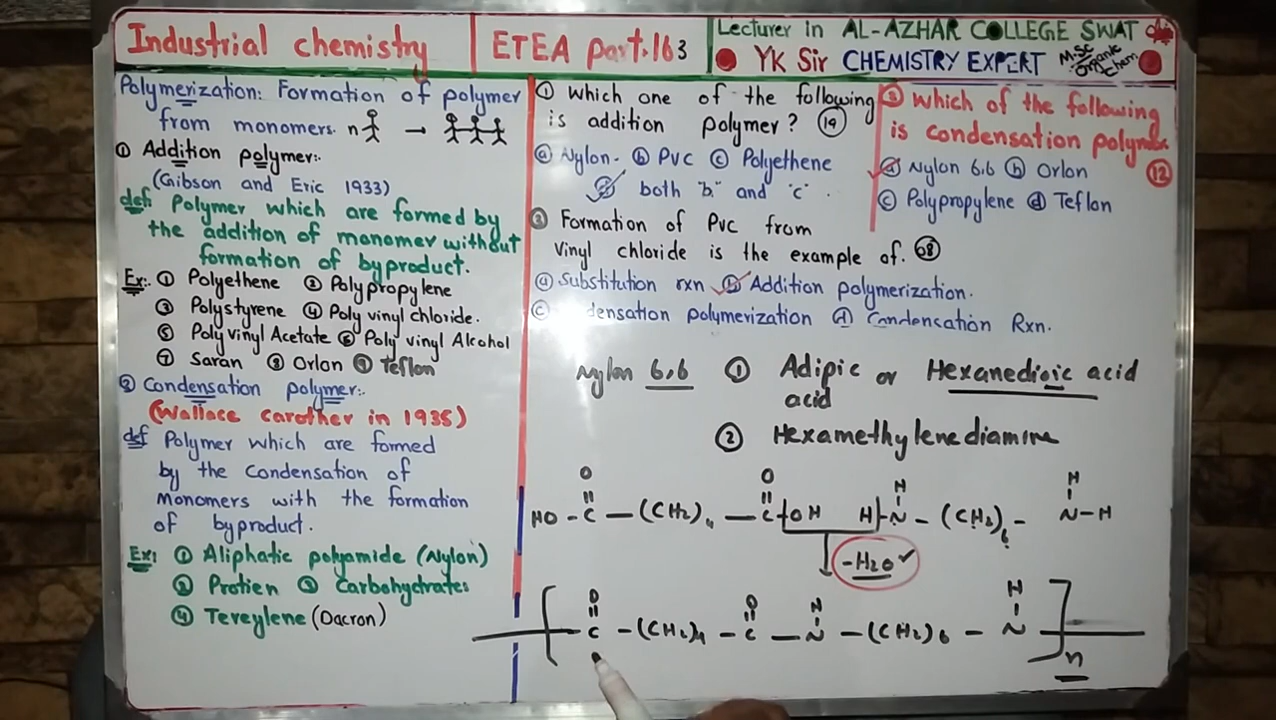 Industrial chemistry
ETEA part:163
Lecturer in AL-AZHAR COLLEGE SWAT
YK Sir CHEMISTRY EXPERT
M.Sc
Organic
Chem
Polymerization: Formation of polymer
from monomers. n →
① Addition polymer:-
(Gibson and Eric 1933)
def: Polymer which are formed by
the addition of monomer without
formation of byproduct.
Ex:- ① Polyethene ② Polypropylene
③ Polystyrene ④ Poly vinyl chloride.
⑤ Poly vinyl Acetate ⑥ Poly vinyl Alcohol
⑦ Saran ⑧ Orlon ⑨ Teflon
② Condensation polymer:-
(Wallace carother in 1935)
def Polymer which are formed
by the condensation of
Monomers with the formation
of byproduct.
Ex: ① Aliphatic polyamide (Nylon)
② Protien ③ Carbohydrates
④ Tereylene (Dacron)
① which one of the following
is addition polymer? ⑲
ⓐ Nylon- ⓑ PVC ⓒ Polyethene
ⓓ both "b" and "c".
② Formation of PVC from
vinyl chloride is the example of. 08
ⓐ Substitution rxn ⓑ Addition polymerization.
ⓒ densation polymerization ⓓ Condencation Rxn.
③ which of the following
is condensation polymer
⑫
ⓐ Nylon 6,6 ⓑ Orlon
ⓒ Polypropylene ⓓ Teflon
Nylon 6,6 ① Adipic or Hexanedioic acid
acid
② Hexamethylenediamine
O O H H
HO - C - (CH2)4 - C + OH H - N - (CH2)6 - N - H
-H2O ✓
O O H H
[ C - (CH2)4 - C - N - (CH2)6 - N ]n